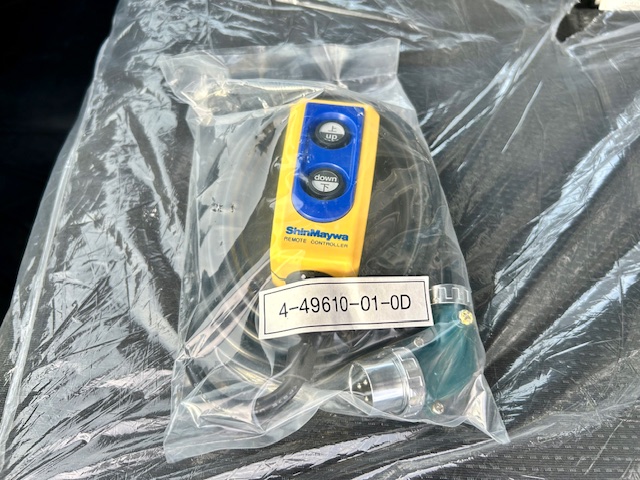 上
up
down
下
ShinMaywa
REMOTE CONTROLLER
4-49610-01-0D